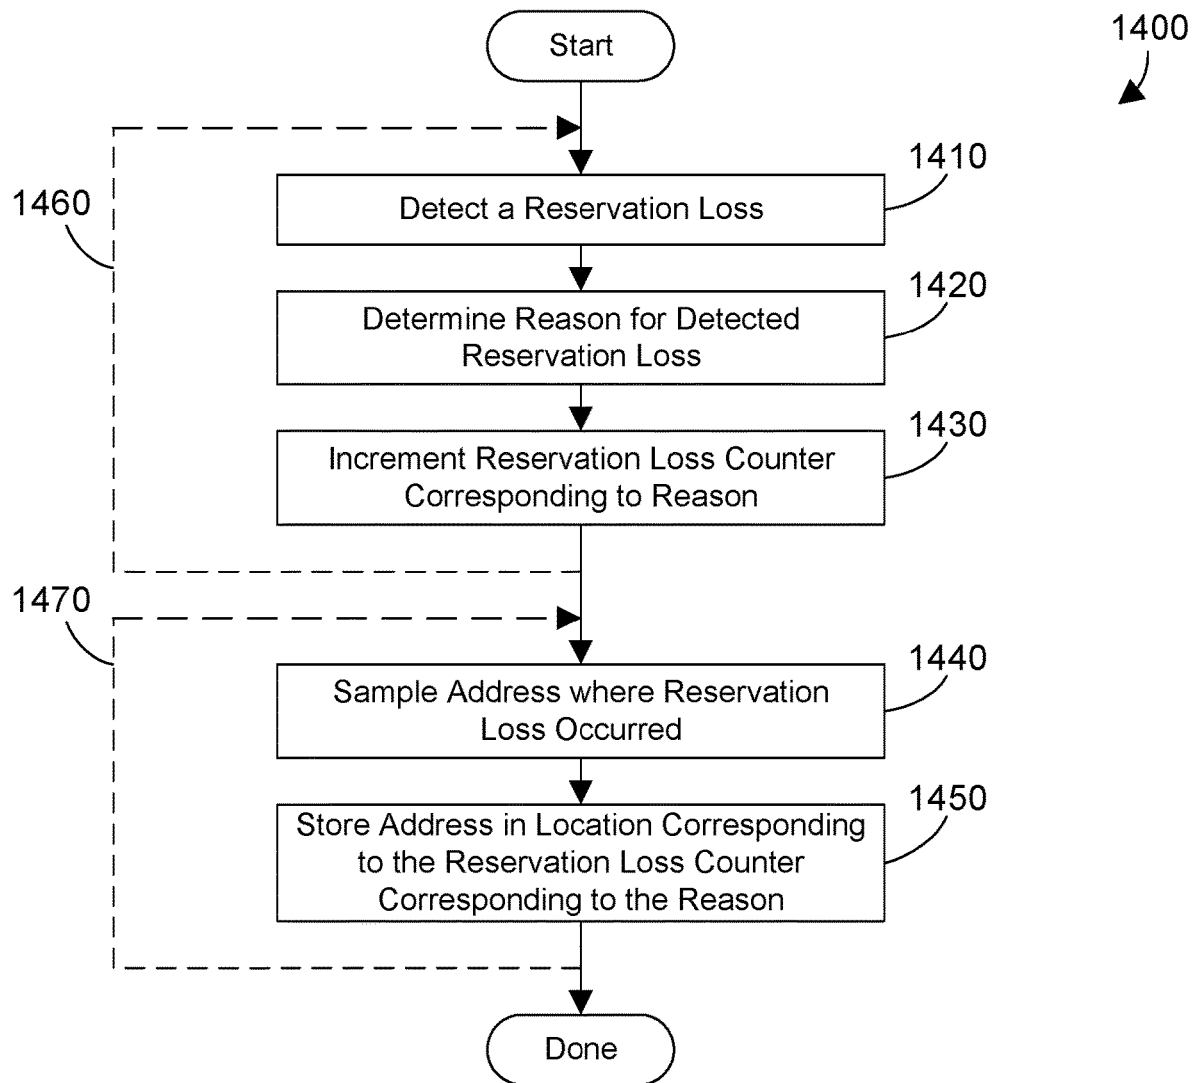 Start
1400
1410
Detect a Reservation Loss
1460
1420
Determine Reason for Detected
Reservation Loss
1430
Increment Reservation Loss Counter
Corresponding to Reason
1470
1440
Sample Address where Reservation
Loss Occurred
1450
Store Address in Location Corresponding
to the Reservation Loss Counter
Corresponding to the Reason
Done